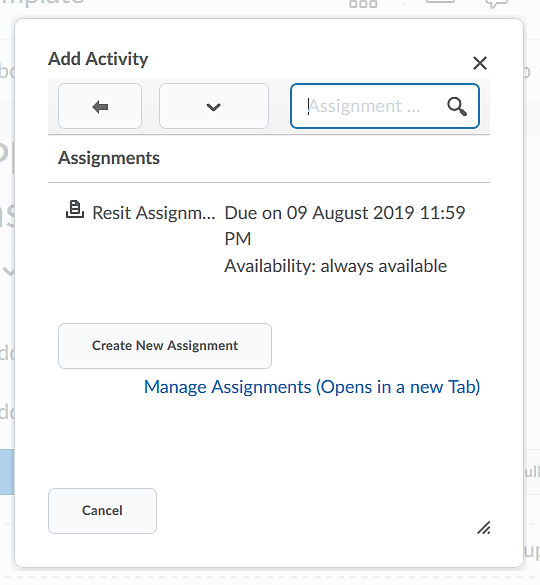 Add Activity
Assignment ...
Assignments
Resit Assignm... Due on 09 August 2019 11:59
PM
Availability: always available
Create New Assignment
Manage Assignments (Opens in a new Tab)
Cancel